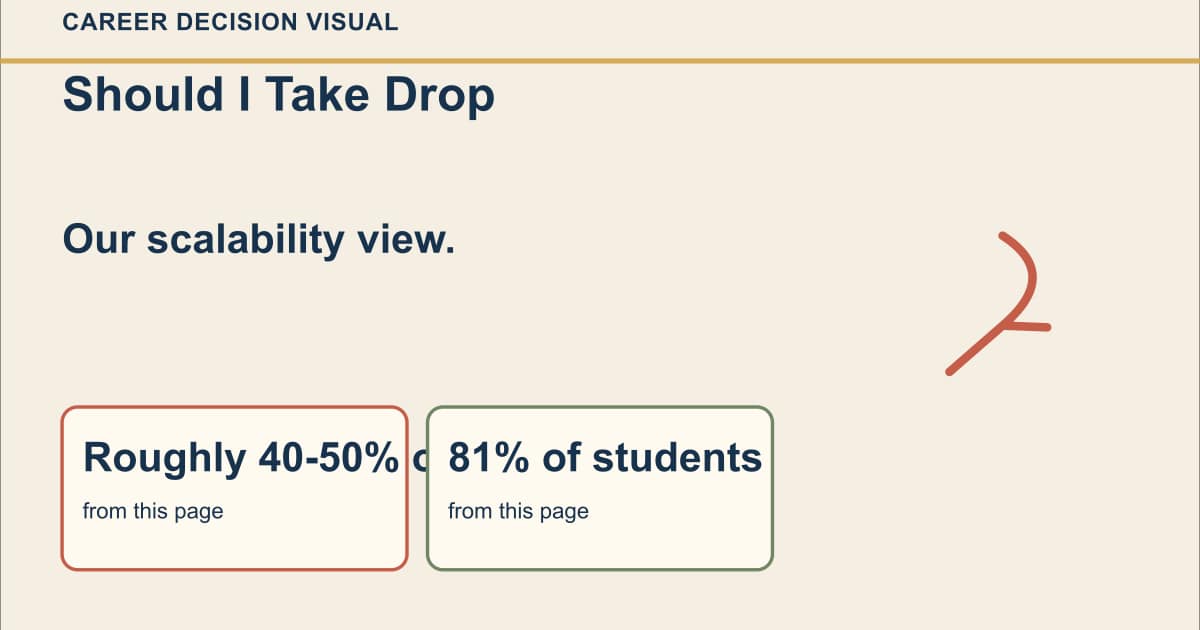 CAREER DECISION VISUAL
Should I Take Drop
Our scalability view.
Roughly 40-50%
81% of students
from this page
from this page